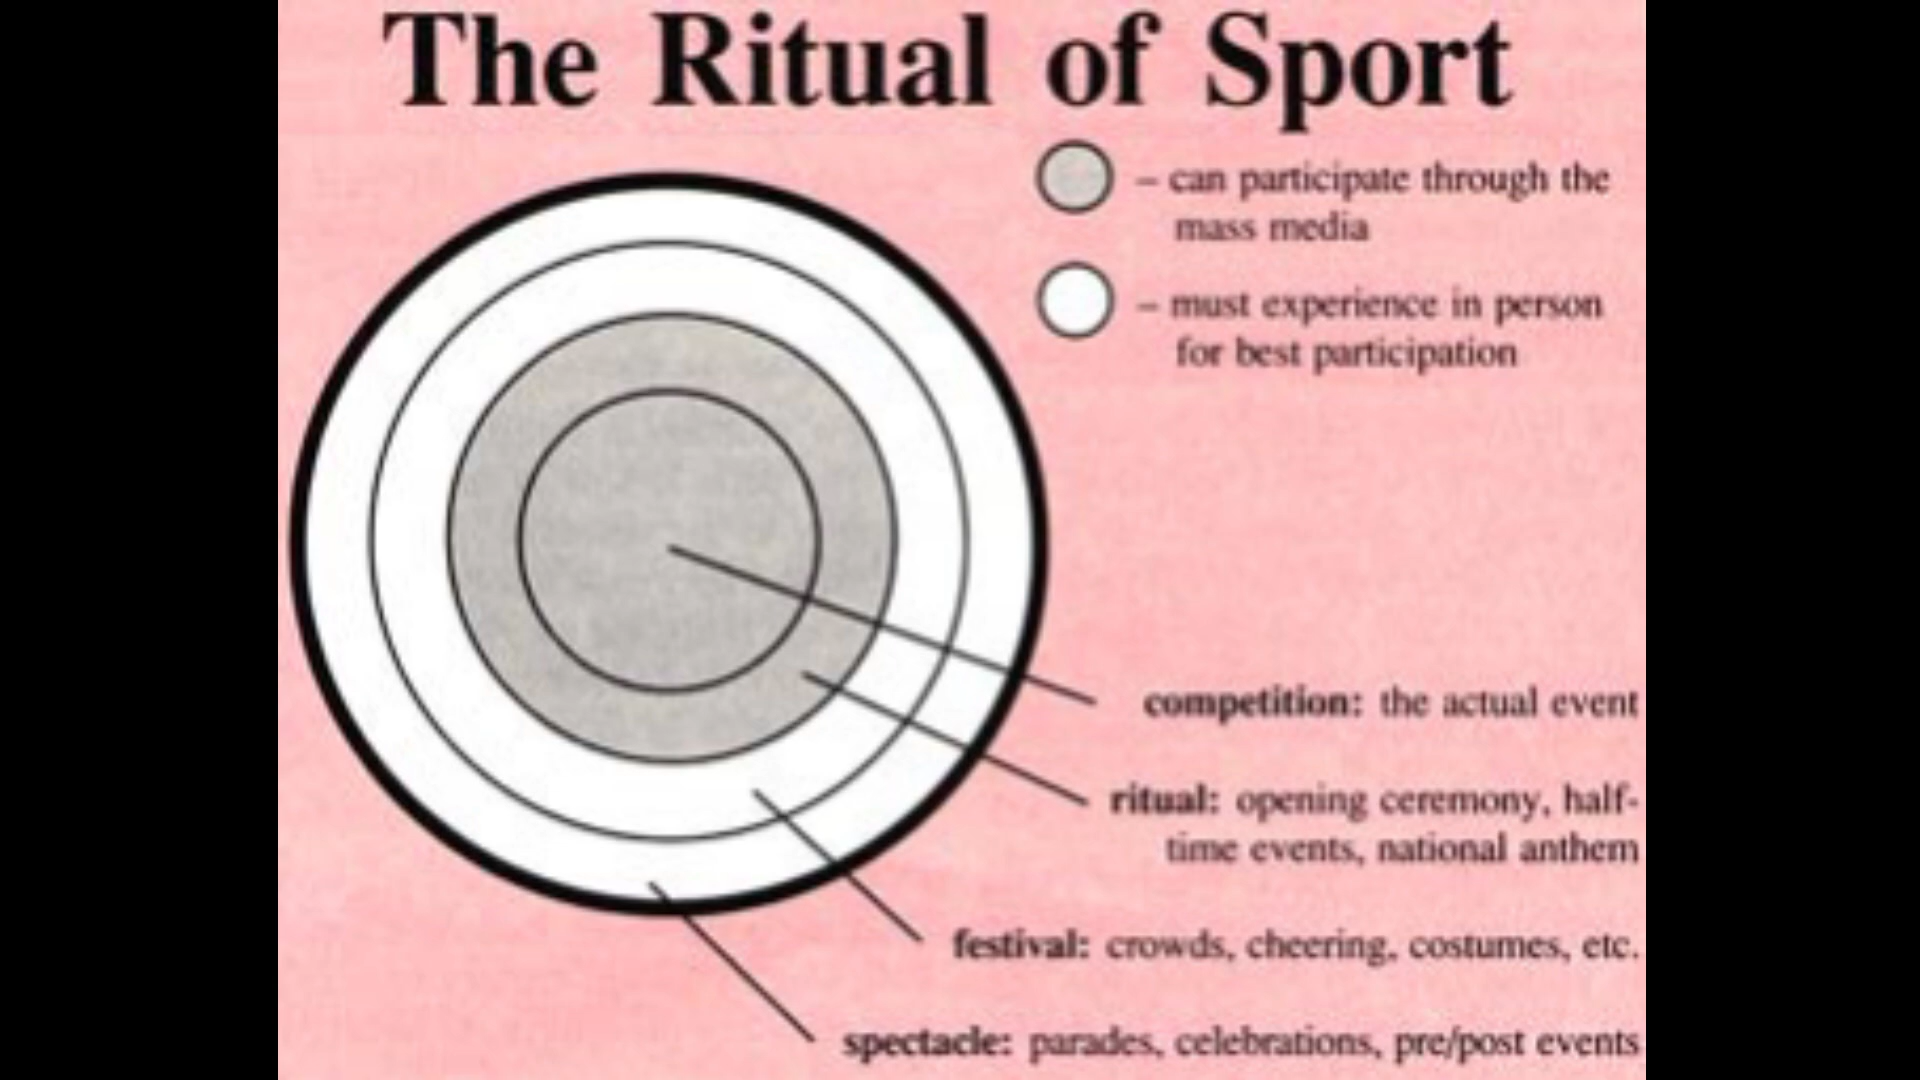 The Ritual of Sport
– can participate through the
mass media
– must experience in person
for best participation
competition: the actual event
ritual: opening ceremony, half-
time events, national anthem
festival: crowds, cheering, costumes, etc.
spectacle: parades, celebrations, pre/post events